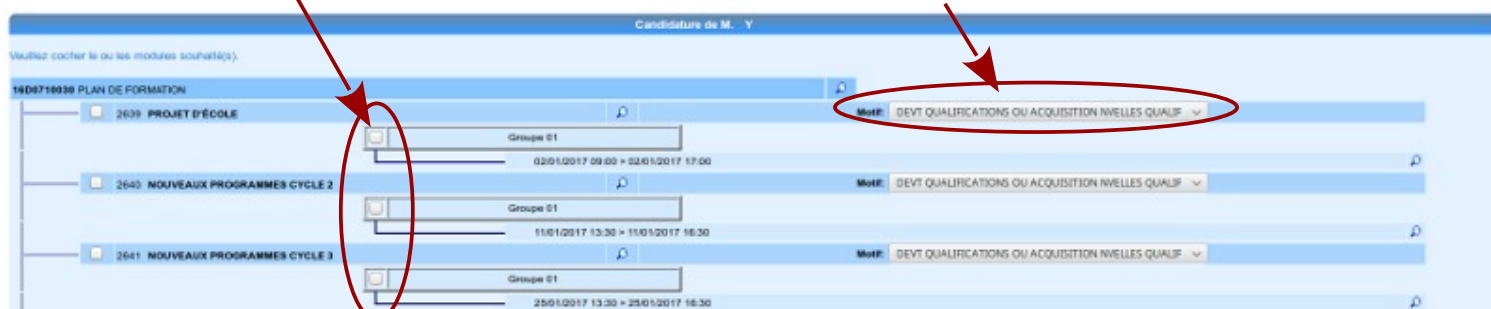 Candidature de M. Y
Veuillez cocher le ou les modules souhaité(s).
16D0710030 PLAN DE FORMATION
2639 PROJET D'ÉCOLE Motif: DEVT QUALIFICATIONS OU ACQUISITION NVELLES QUALIF
Groupe 01
02/01/2017 09:00 > 02/01/2017 17:00
2640 NOUVEAUX PROGRAMMES CYCLE 2 Motif: DEVT QUALIFICATIONS OU ACQUISITION NVELLES QUALIF
Groupe 01
11/01/2017 13:30 > 11/01/2017 16:30
2641 NOUVEAUX PROGRAMMES CYCLE 3 Motif: DEVT QUALIFICATIONS OU ACQUISITION NVELLES QUALIF
Groupe 01
25/01/2017 13:30 > 25/01/2017 16:30